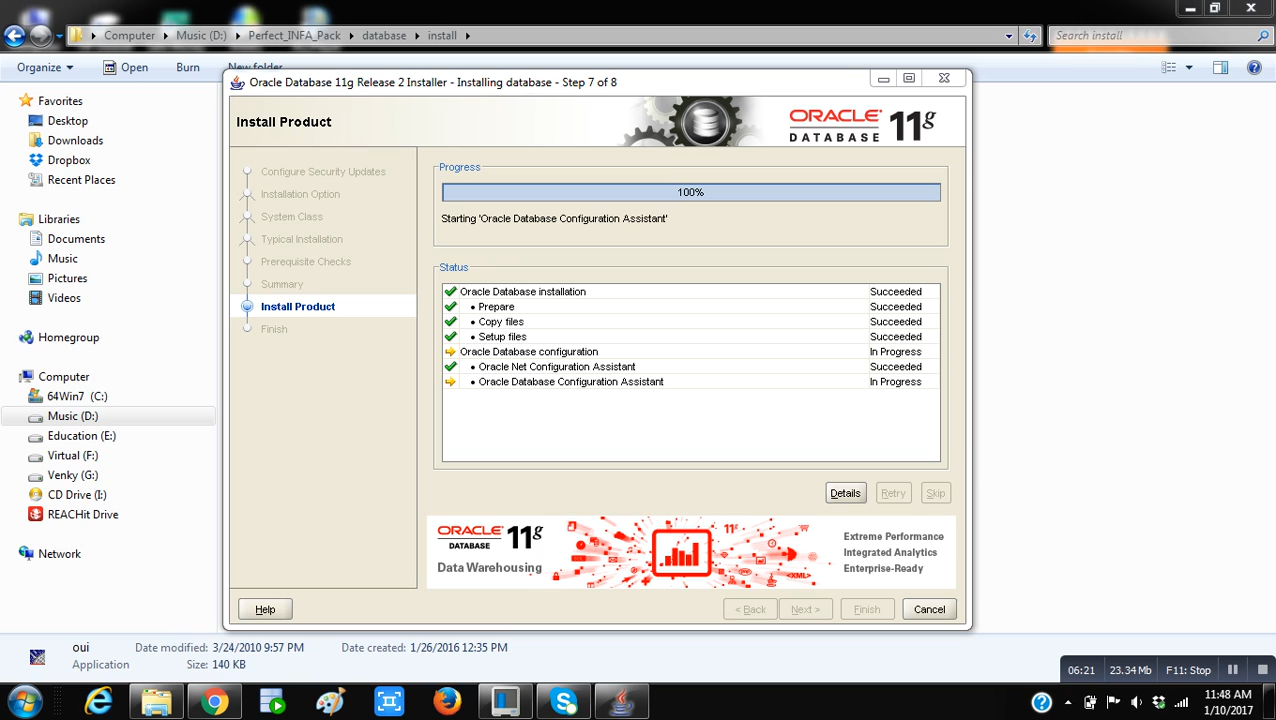 Computer
Music (D:)
Perfect_INFA_Pack
database
install
Search install
Organize
Open
Burn
New folder
Favorites
Desktop
Downloads
Dropbox
Recent Places
Libraries
Documents
Music
Pictures
Videos
Homegroup
Computer
64Win7 (C:)
Music (D:)
Education (E:)
Virtual (F:)
Venky (G:)
CD Drive (I:)
REACHit Drive
Network
Oracle Database 11g Release 2 Installer - Installing database - Step 7 of 8
Install Product
ORACLE
DATABASE 11g
Configure Security Updates
Installation Option
System Class
Typical Installation
Prerequisite Checks
Summary
Install Product
Finish
Progress
100%
Starting 'Oracle Database Configuration Assistant'
Status
Oracle Database installation Succeeded
• Prepare Succeeded
• Copy files Succeeded
• Setup files Succeeded
Oracle Database configuration In Progress
• Oracle Net Configuration Assistant Succeeded
• Oracle Database Configuration Assistant In Progress
Details Retry Skip
ORACLE
DATABASE 11g
Data Warehousing
11g
<XML>
Extreme Performance
Integrated Analytics
Enterprise-Ready
Help < Back Next > Finish Cancel
oui Date modified: 3/24/2010 9:57 PM Date created: 1/26/2016 12:35 PM
Application Size: 140 KB
06:21 23.34Mb F11: Stop
11:48 AM
1/10/2017